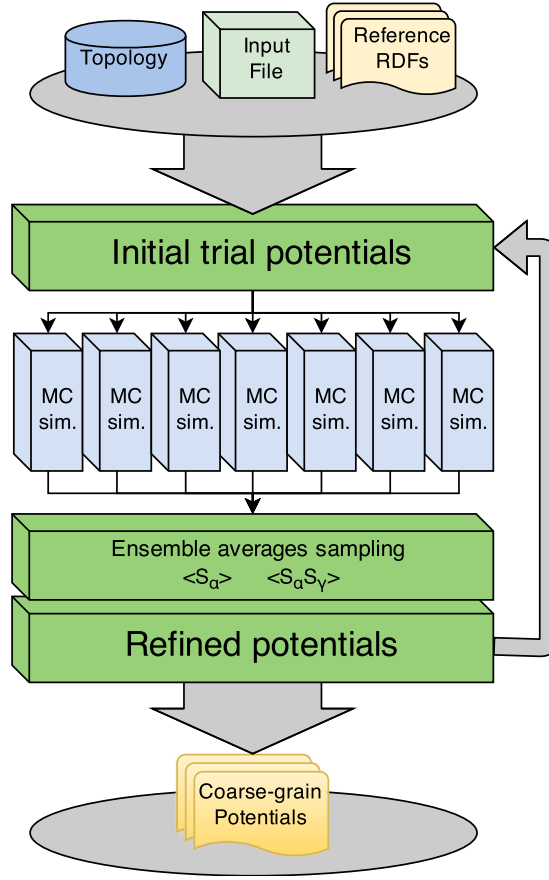 Topology
Input
File
Reference
RDFs
Initial trial potentials
MC
sim.
MC
sim.
MC
sim.
MC
sim.
MC
sim.
MC
sim.
MC
sim.
Ensemble averages sampling
<Sα> <SαSγ>
Refined potentials
Coarse-grain
Potentials